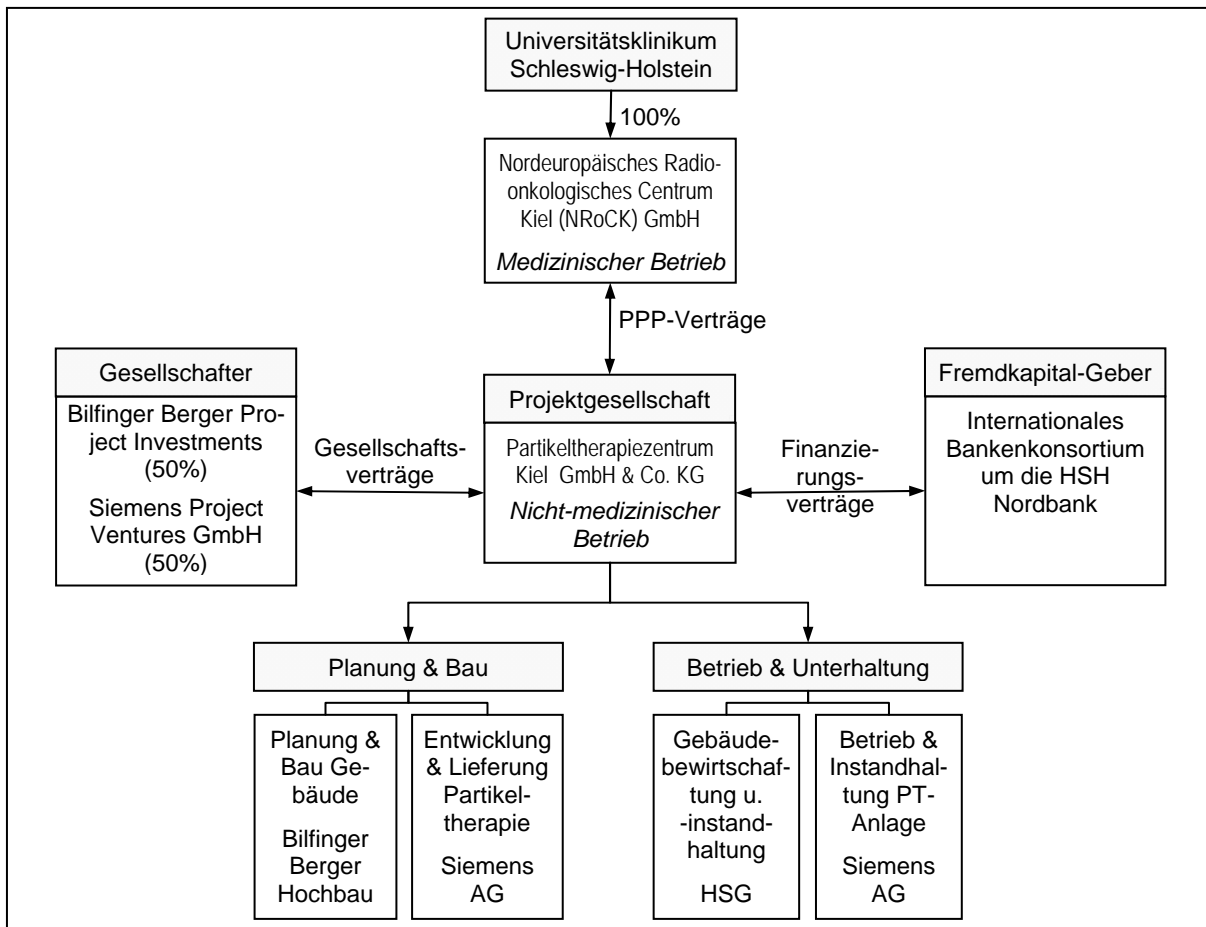 Universitätsklinikum
Schleswig-Holstein
100%
Nordeuropäisches Radio-
onkologisches Centrum
Kiel (NRoCK) GmbH
Medizinischer Betrieb
PPP-Verträge
Gesellschafter
Bilfinger Berger Pro-
ject Investments
(50%)
Siemens Project
Ventures GmbH
(50%)
Gesellschafts-
verträge
Projektgesellschaft
Partikeltherapiezentrum
Kiel GmbH & Co. KG
Nicht-medizinischer
Betrieb
Finanzie-
rungs-
verträge
Fremdkapital-Geber
Internationales
Bankenkonsortium
um die HSH
Nordbank
Planung & Bau
Planung &
Bau Ge-
bäude
Bilfinger
Berger
Hochbau
Entwicklung
& Lieferung
Partikel-
therapie
Siemens
AG
Betrieb & Unterhaltung
Gebäude-
bewirtschaf-
tung u.
-instand-
haltung
HSG
Betrieb &
Instandhal-
tung PT-
Anlage
Siemens
AG